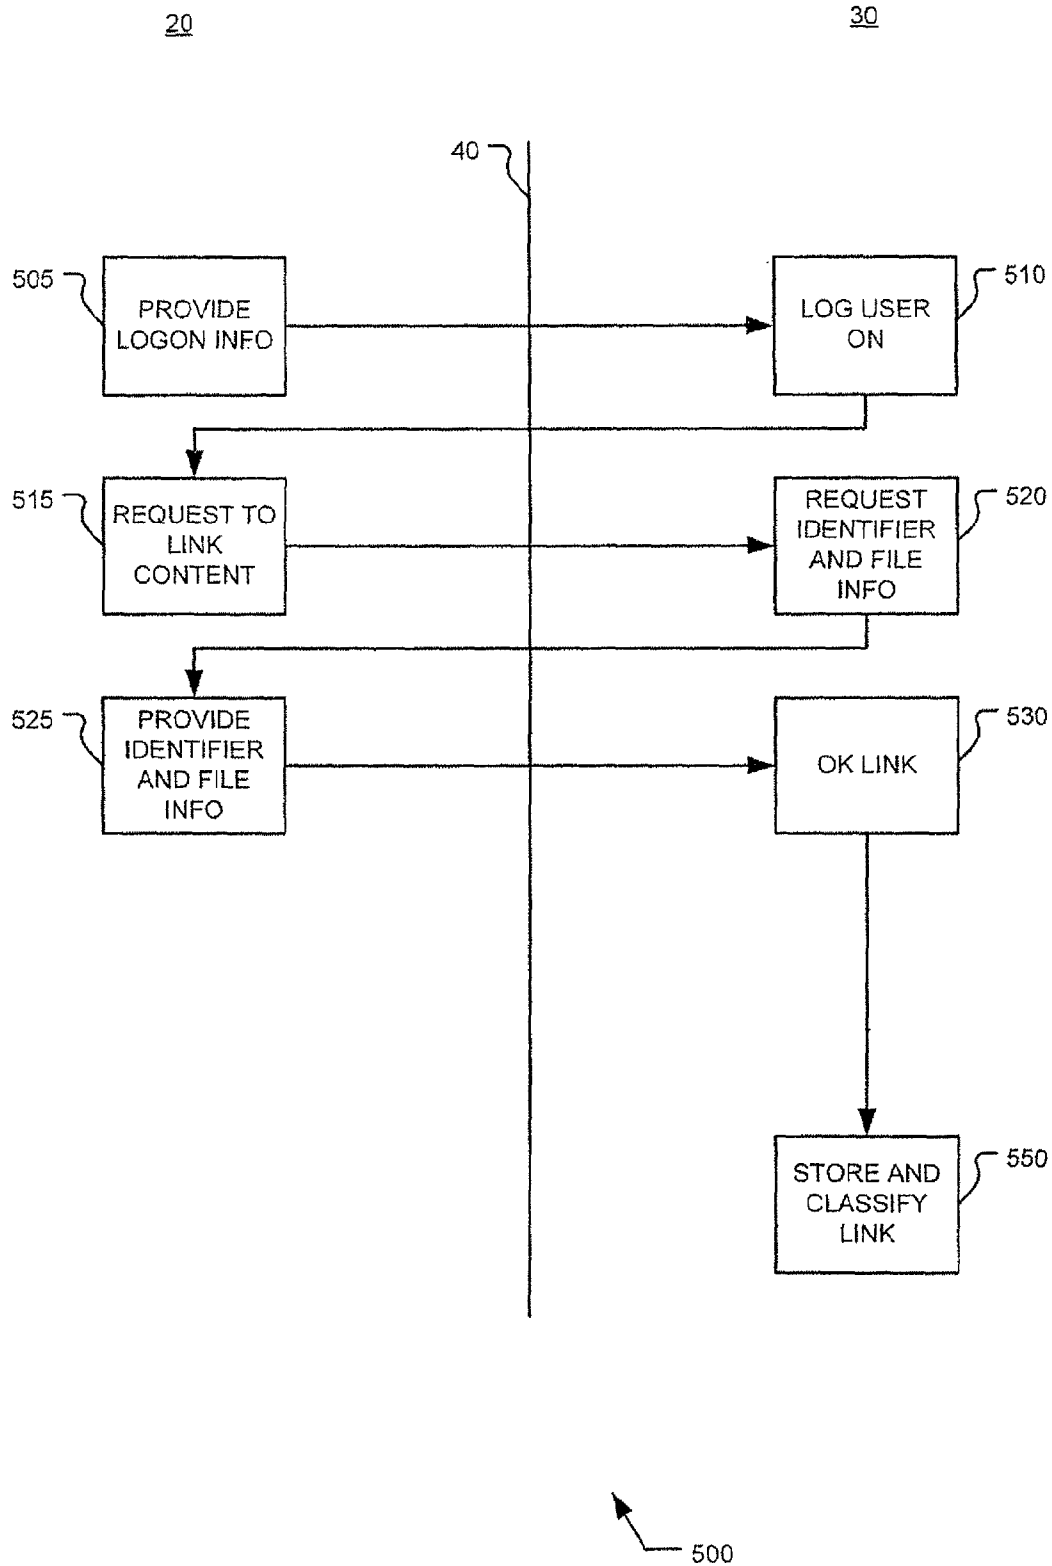 20
30
40
505
PROVIDE
LOGON INFO
LOG USER
ON
510
515
REQUEST TO
LINK
CONTENT
REQUEST
IDENTIFIER
AND FILE
INFO
520
525
PROVIDE
IDENTIFIER
AND FILE
INFO
OK LINK
530
STORE AND
CLASSIFY
LINK
550
500